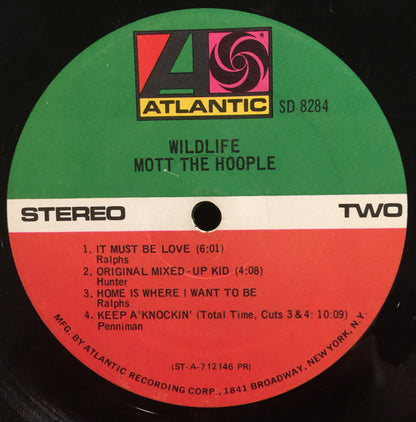 ATLANTIC
SD 8284
WILDLIFE
MOTT THE HOOPLE
STEREO TWO
1. IT MUST BE LOVE (6:01)
Ralphs
2. ORIGINAL MIXED-UP KID (4:08)
Hunter
3. HOME IS WHERE I WANT TO BE
Ralphs
4. KEEP A'KNOCKIN' (Total Time, Cuts 3 & 4: 10:09)
Penniman
(ST-A-712146 PR)
MFG. BY ATLANTIC RECORDING CORP., 1841 BROADWAY, NEW YORK, N.Y.